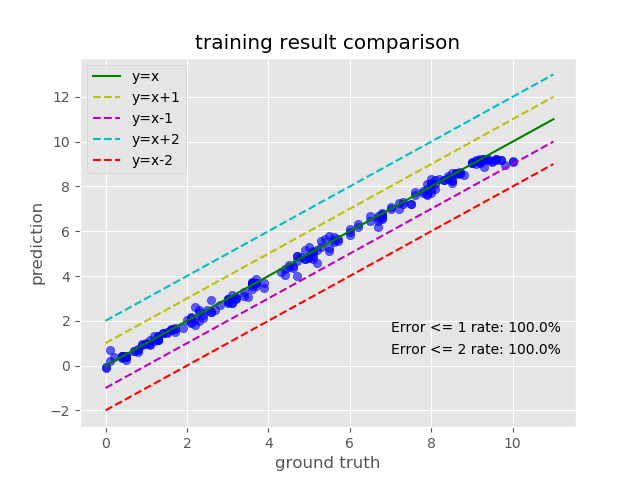 training result comparison
y=x
y=x+1
y=x-1
y=x+2
y=x-2
12
10
8
6
4
2
0
−2
prediction
Error <= 1 rate: 100.0%
Error <= 2 rate: 100.0%
0 2 4 6 8 10
ground truth